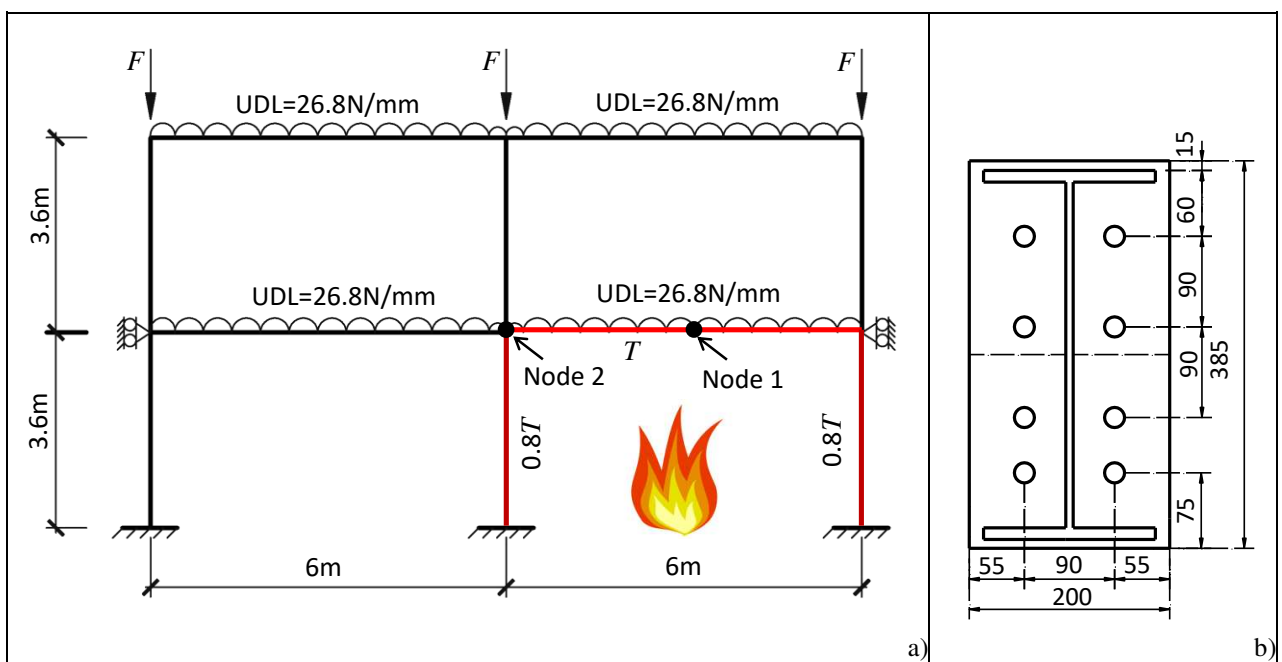 F
F
F
UDL=26.8N/mm
UDL=26.8N/mm
3.6m
UDL=26.8N/mm
UDL=26.8N/mm
T
Node 2
Node 1
3.6m
0.8T
0.8T
6m
6m
a)
15
60
90
90
385
75
55
90
55
200
b)